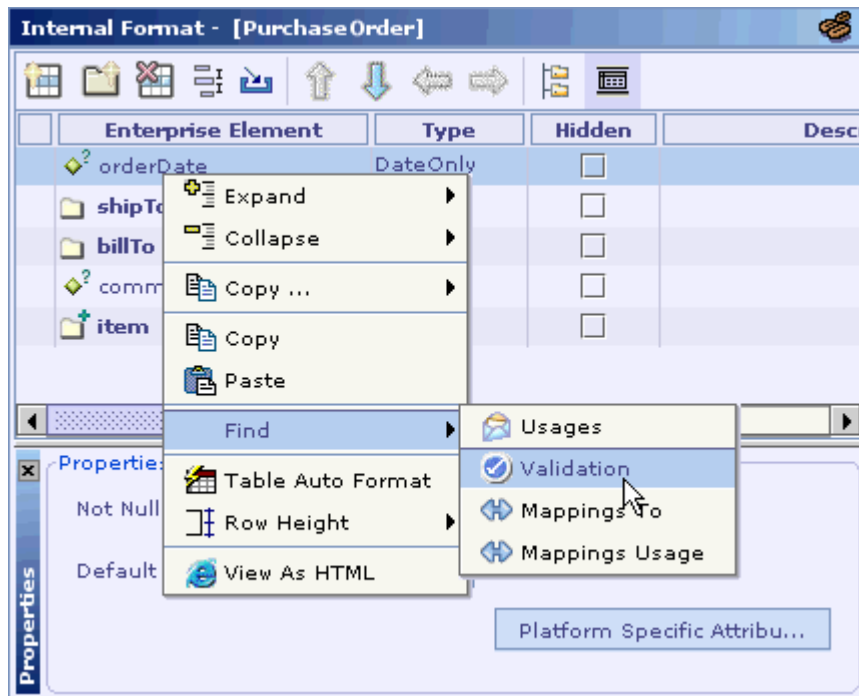 Internal Format - [PurchaseOrder]
Enterprise Element Type Hidden Desc
orderDate DateOnly
shipTo
billTo
comm
item
Expand
Collapse
Copy ...
Copy
Paste
Find
Table Auto Format
Row Height
View As HTML
Usages
Validation
Mappings To
Mappings Usage
Properties
Not Null
Default
Platform Specific Attribu...
Properties